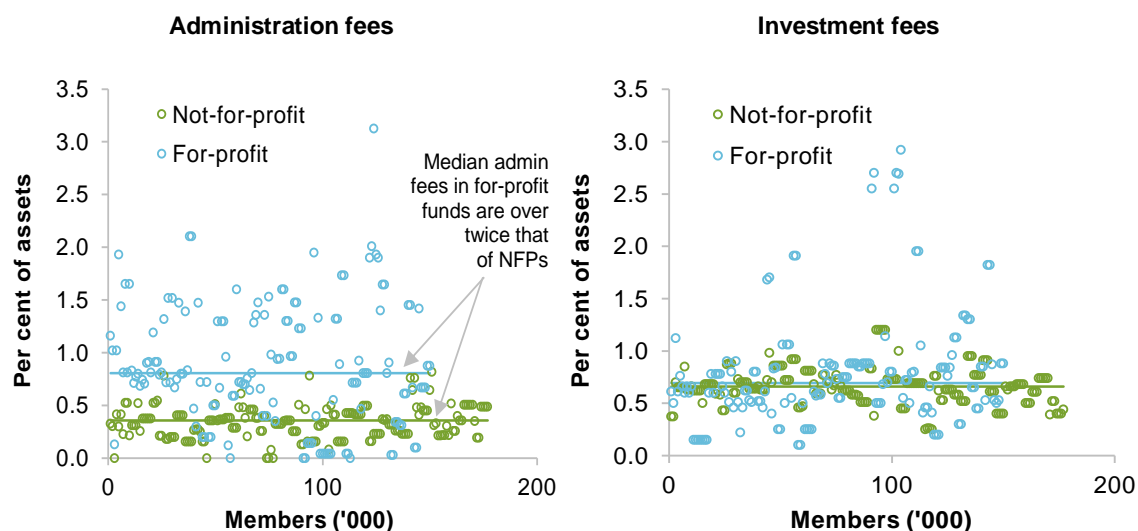 Administration fees
Per cent of assets
3.5
3.0
2.5
2.0
1.5
1.0
0.5
0.0
Not-for-profit
For-profit
Median admin
fees in for-profit
funds are over
twice that
of NFPs
0
100
200
Members ('000)
Investment fees
Per cent of assets
3.5
3.0
2.5
2.0
1.5
1.0
0.5
0.0
Not-for-profit
For-profit
0
100
200
Members ('000)